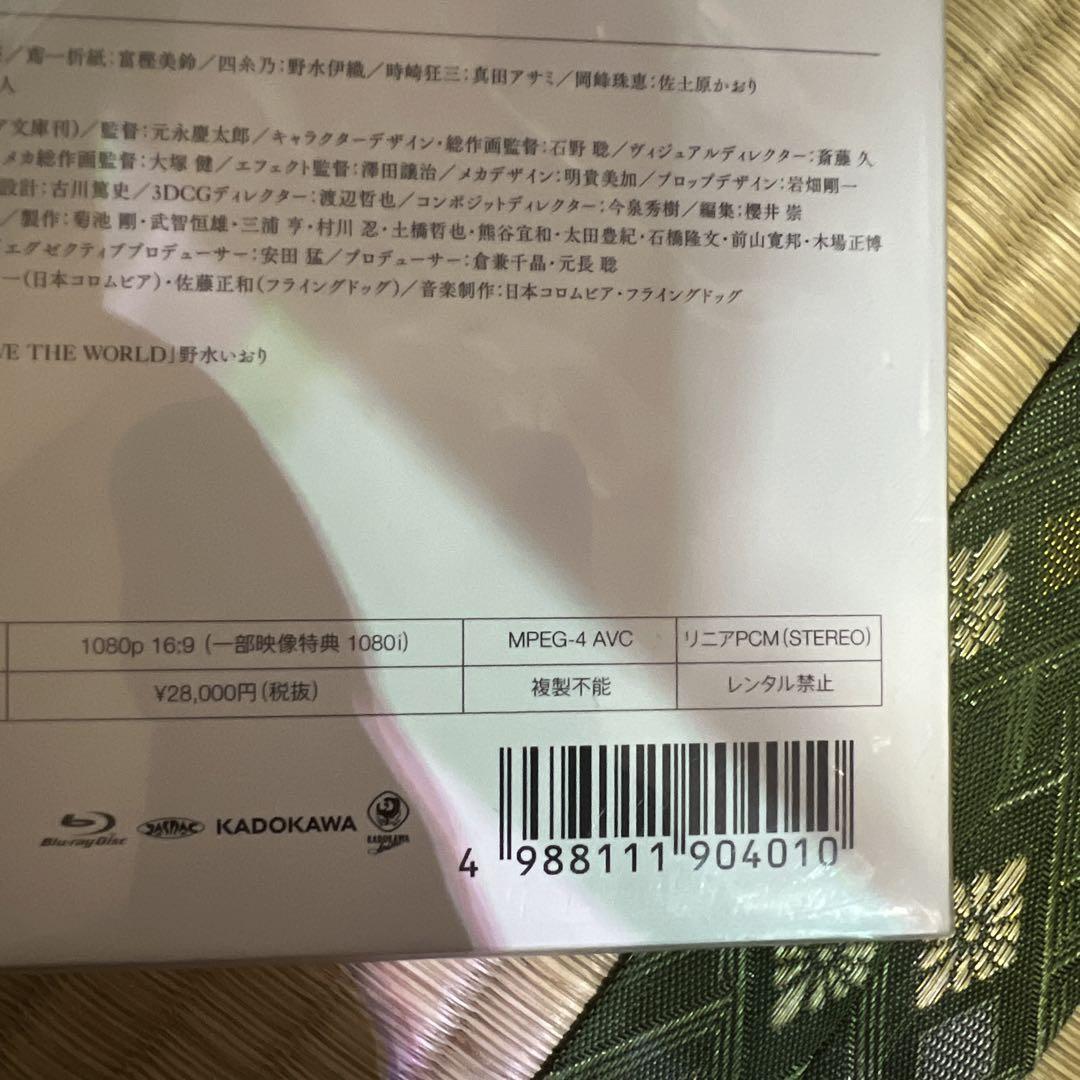 ／鳶一折紙：富樫美鈴／四糸乃：野水伊織／時崎狂三：真田アサミ／岡峰珠恵：佐土原かおり
人
ア文庫刊）／監督：元永慶太郎／キャラクターデザイン・総作画監督：石野 聡／ヴィジュアルディレクター：斎藤 久
メカ総作画監督：大塚 健／エフェクト監督：澤田譲治／メカデザイン：明貴美加／プロップデザイン：岩畑剛一
設計：古川篤史／3DCGディレクター：渡辺哲也／コンポジットディレクター：今泉秀樹／編集：櫻井 崇
／製作：菊池 剛・武智恒雄・三浦 亨・村川 忍・土橋哲也・熊谷宜和・太田豊紀・石橋隆文・前山寛邦・木場正博
エグゼクティブプロデューサー：安田 猛／プロデューサー：倉兼千晶・元長 聡
一（日本コロムビア）・佐藤正和（フライングドッグ）／音楽制作：日本コロムビア・フライングドッグ
VE THE WORLD」野水いおり
1080p 16:9 (一部映像特典 1080i) MPEG-4 AVC リニアPCM(STEREO)
¥28,000円(税抜) 複製不能 レンタル禁止
Blu-ray Disc JASRAC KADOKAWA KADOKAWA
4 988111 904010